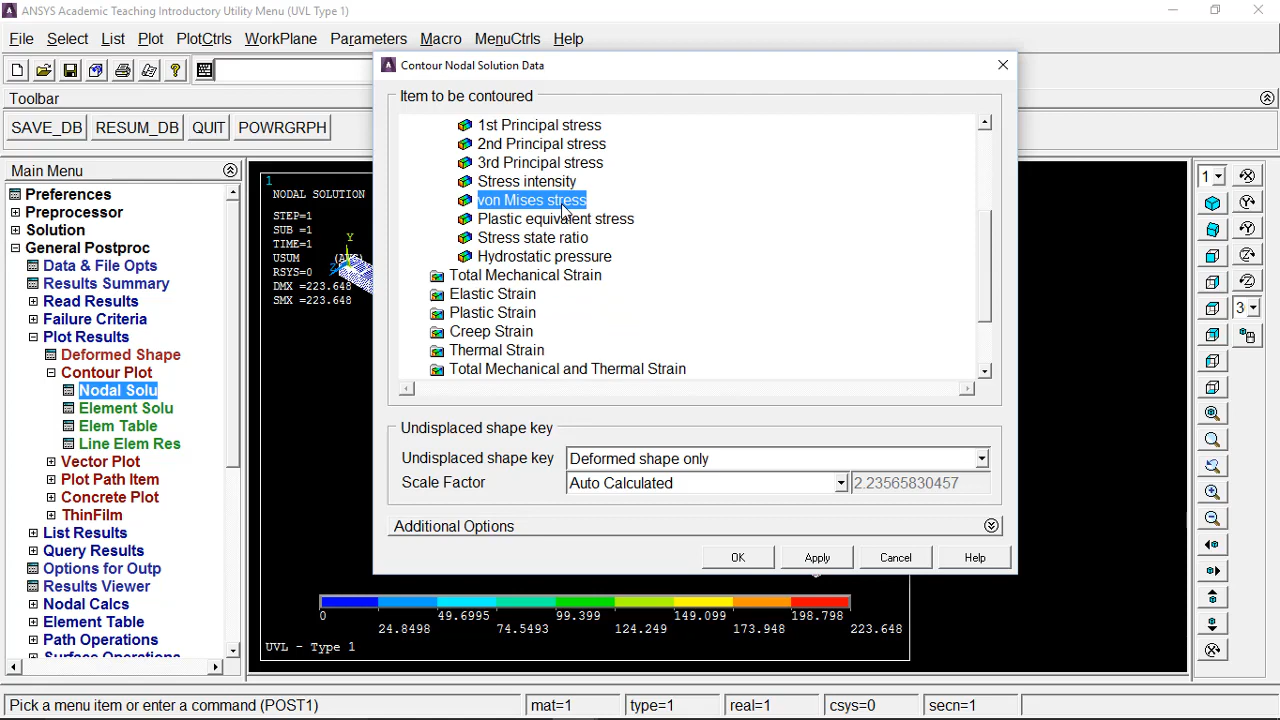 ANSYS Academic Teaching Introductory Utility Menu (UVL Type 1)
File Select List Plot PlotCtrls WorkPlane Parameters Macro MenuCtrls Help
Toolbar
SAVE_DB RESUM_DB QUIT POWRGRPH
Main Menu
Preferences
Preprocessor
Solution
General Postproc
Data & File Opts
Results Summary
Read Results
Failure Criteria
Plot Results
Deformed Shape
Contour Plot
Nodal Solu
Element Solu
Elem Table
Line Elem Res
Vector Plot
Plot Path Item
Concrete Plot
ThinFilm
List Results
Query Results
Options for Outp
Results Viewer
Nodal Calcs
Element Table
Path Operations
Surface Operations
1
NODAL SOLUTION
STEP=1
SUB =1
TIME=1
USUM (AVG)
RSYS=0
DMX =223.648
SMX =223.648
Y
Z
Contour Nodal Solution Data
Item to be contoured
1st Principal stress
2nd Principal stress
3rd Principal stress
Stress intensity
von Mises stress
Plastic equivalent stress
Stress state ratio
Hydrostatic pressure
Total Mechanical Strain
Elastic Strain
Plastic Strain
Creep Strain
Thermal Strain
Total Mechanical and Thermal Strain
Undisplaced shape key
Undisplaced shape key Deformed shape only
Scale Factor Auto Calculated 2.23565830457
Additional Options
OK Apply Cancel Help
0 49.6995 99.399 149.099 198.798
24.8498 74.5493 124.249 173.948 223.648
UVL - Type 1
1
3
Pick a menu item or enter a command (POST1) mat=1 type=1 real=1 csys=0 secn=1